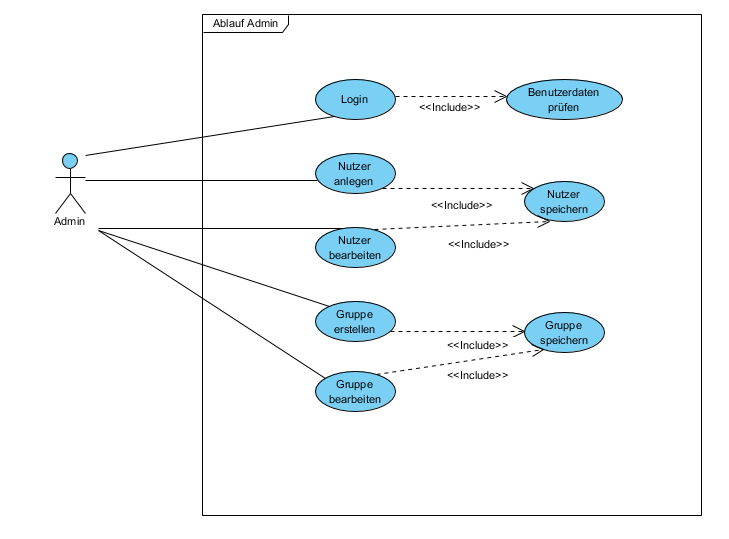 Ablauf Admin
Login
<<Include>>
Benutzerdaten
prüfen
Nutzer
anlegen
<<Include>>
Nutzer
speichern
Admin
Nutzer
bearbeiten
<<Include>>
Gruppe
erstellen
<<Include>>
Gruppe
speichern
Gruppe
bearbeiten
<<Include>>